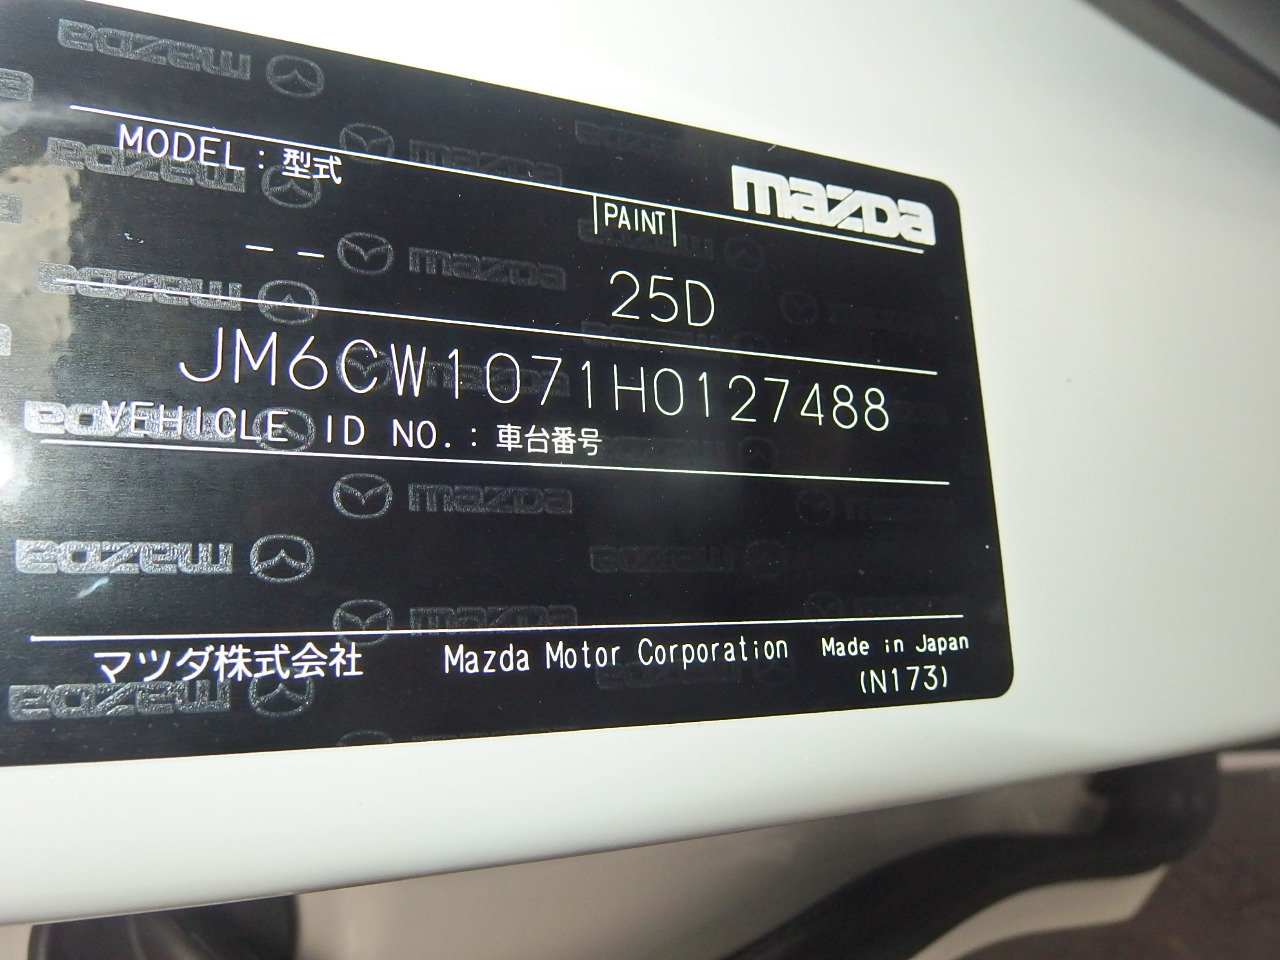 mazda
MODEL : 型式
PAINT
-- 25D
JM6CW1071H0127488
VEHICLE ID NO. : 車台番号
マツダ株式会社 Mazda Motor Corporation Made in Japan
(N173)